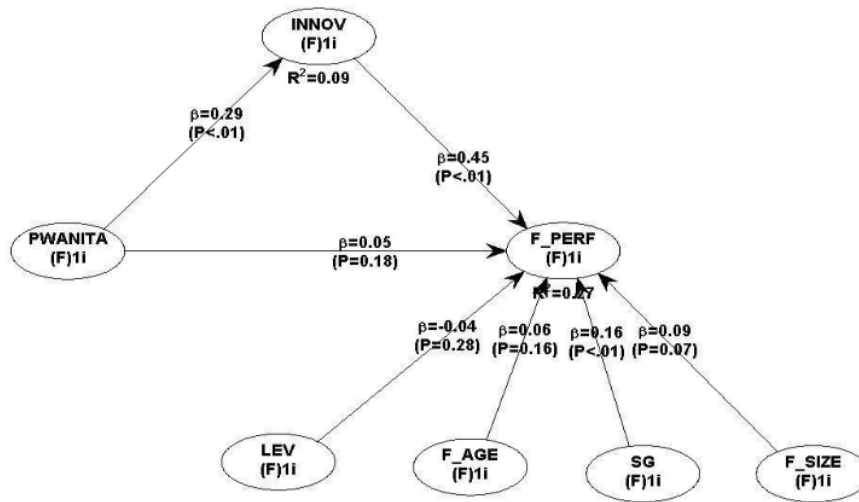 INNOV
(F)1i
R²=0.09
β=0.29
(P<.01)
β=0.45
(P<.01)
PWANITA
(F)1i
β=0.05
(P=0.18)
F_PERF
(F)1i
R²=0.27
β=-0.04
(P=0.28)
β=0.06
(P=0.16)
β=0.16
(P<.01)
β=0.09
(P=0.07)
LEV
(F)1i
F_AGE
(F)1i
SG
(F)1i
F_SIZE
(F)1i